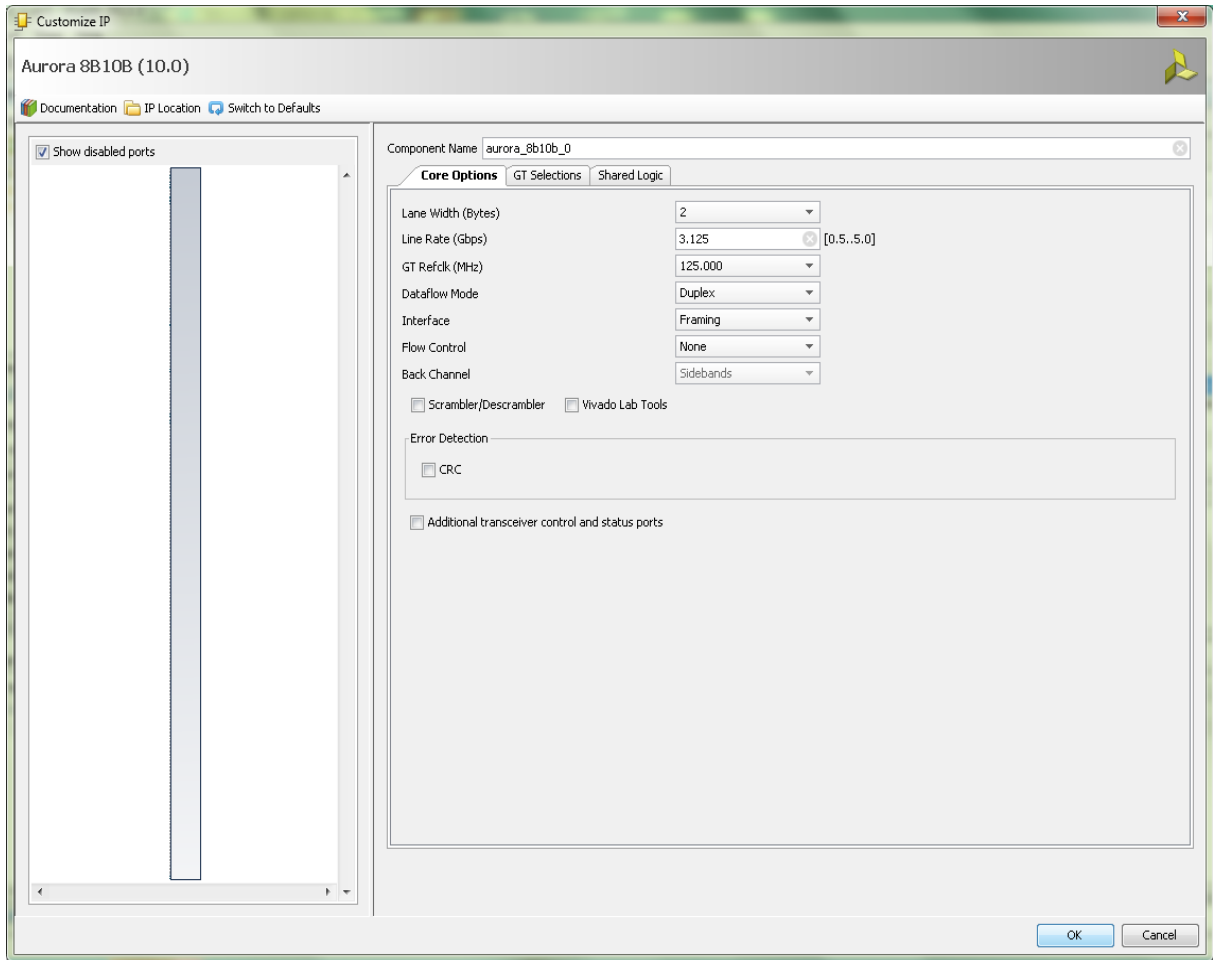 Customize IP
Aurora 8B10B (10.0)
Documentation IP Location Switch to Defaults
Show disabled ports
Component Name aurora_8b10b_0
Core Options GT Selections Shared Logic
Lane Width (Bytes) 2
Line Rate (Gbps) 3.125 [0.5..5.0]
GT Refclk (MHz) 125.000
Dataflow Mode Duplex
Interface Framing
Flow Control None
Back Channel Sidebands
Scrambler/Descrambler Vivado Lab Tools
Error Detection
CRC
Additional transceiver control and status ports
OK Cancel